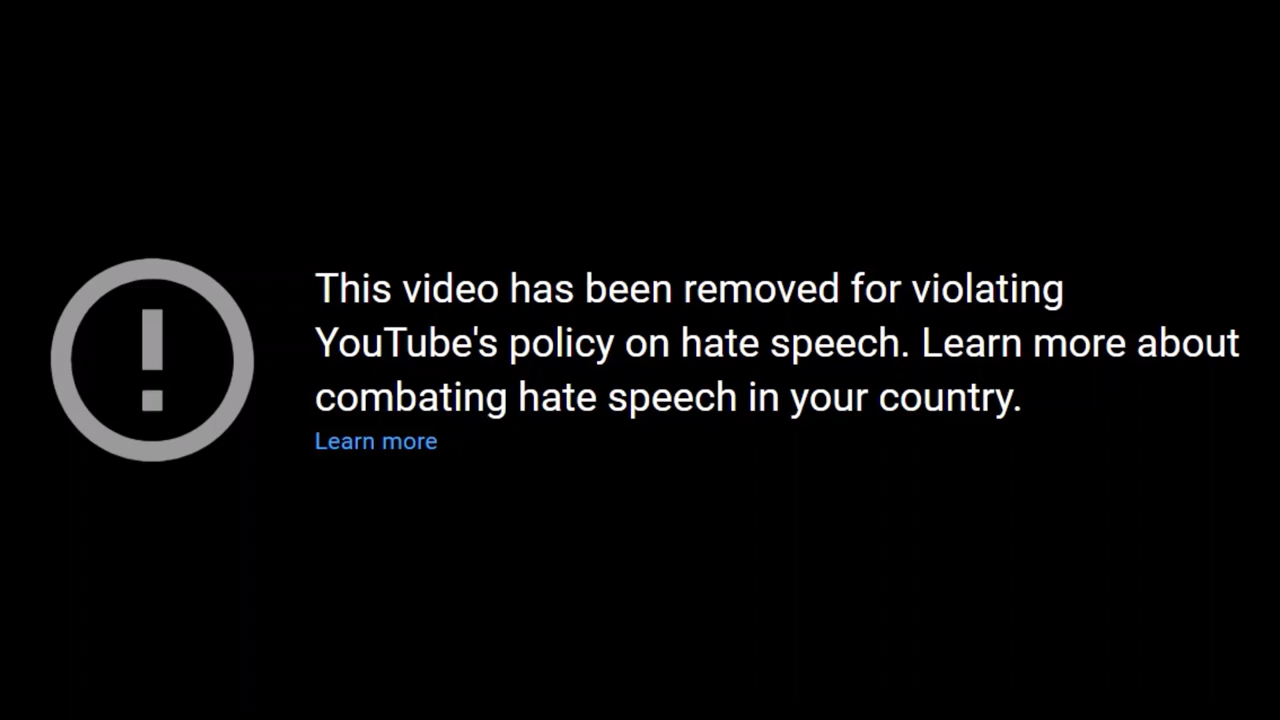 This video has been removed for violating
YouTube's policy on hate speech. Learn more about
combating hate speech in your country.
Learn more